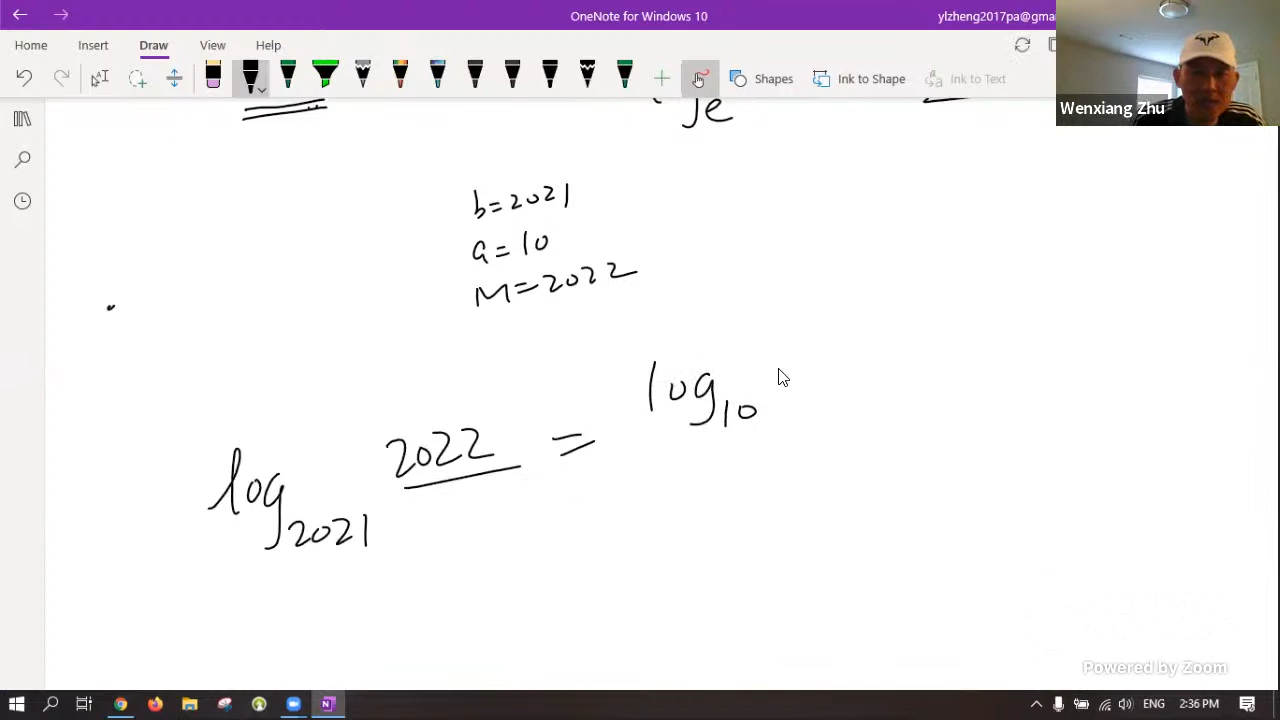 OneNote for Windows 10
ylzheng2017pa@gma
Home Insert Draw View Help
Shapes Ink to Shape Ink to Text
Wenxiang Zhu
b=2021
a=10
M=2022
log₂₀₂₁ 2022 = log₁₀
Powered by Zoom
ENG 2:36 PM